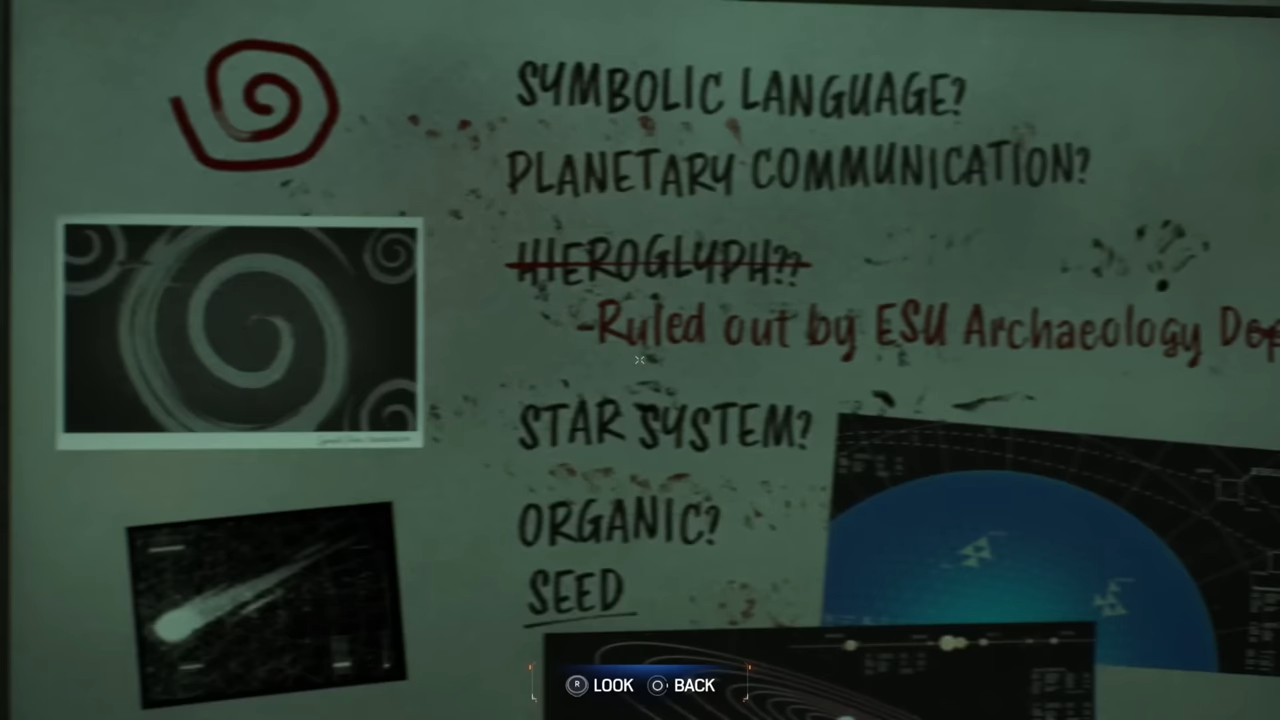 SYMBOLIC LANGUAGE?
PLANETARY COMMUNICATION?
HIEROGLYPH??
-Ruled out by ESU Archaeology
STAR SYSTEM?
ORGANIC?
SEED
R LOOK BACK